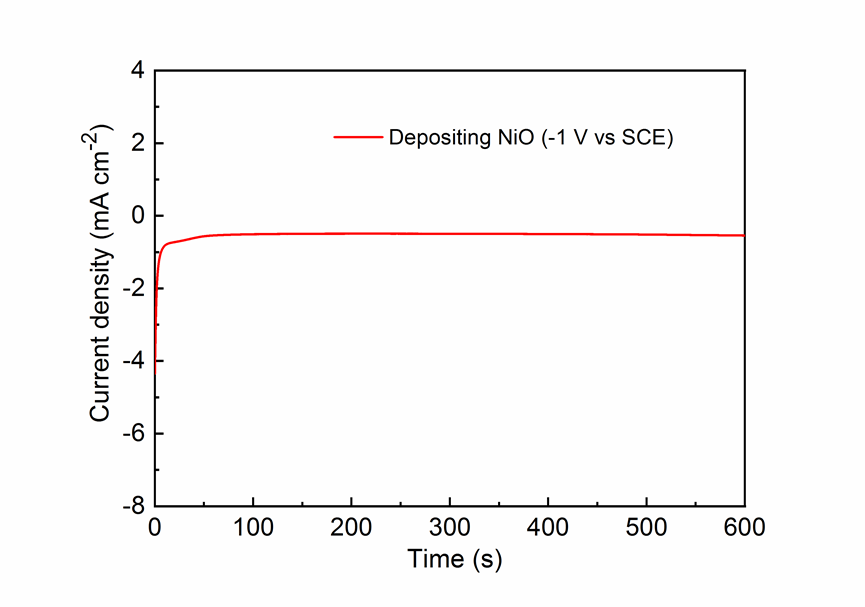 4
2
0
-2
-4
-6
-8
0 100 200 300 400 500 600
Time (s)
Current density (mA cm-2)
Depositing NiO (-1 V vs SCE)